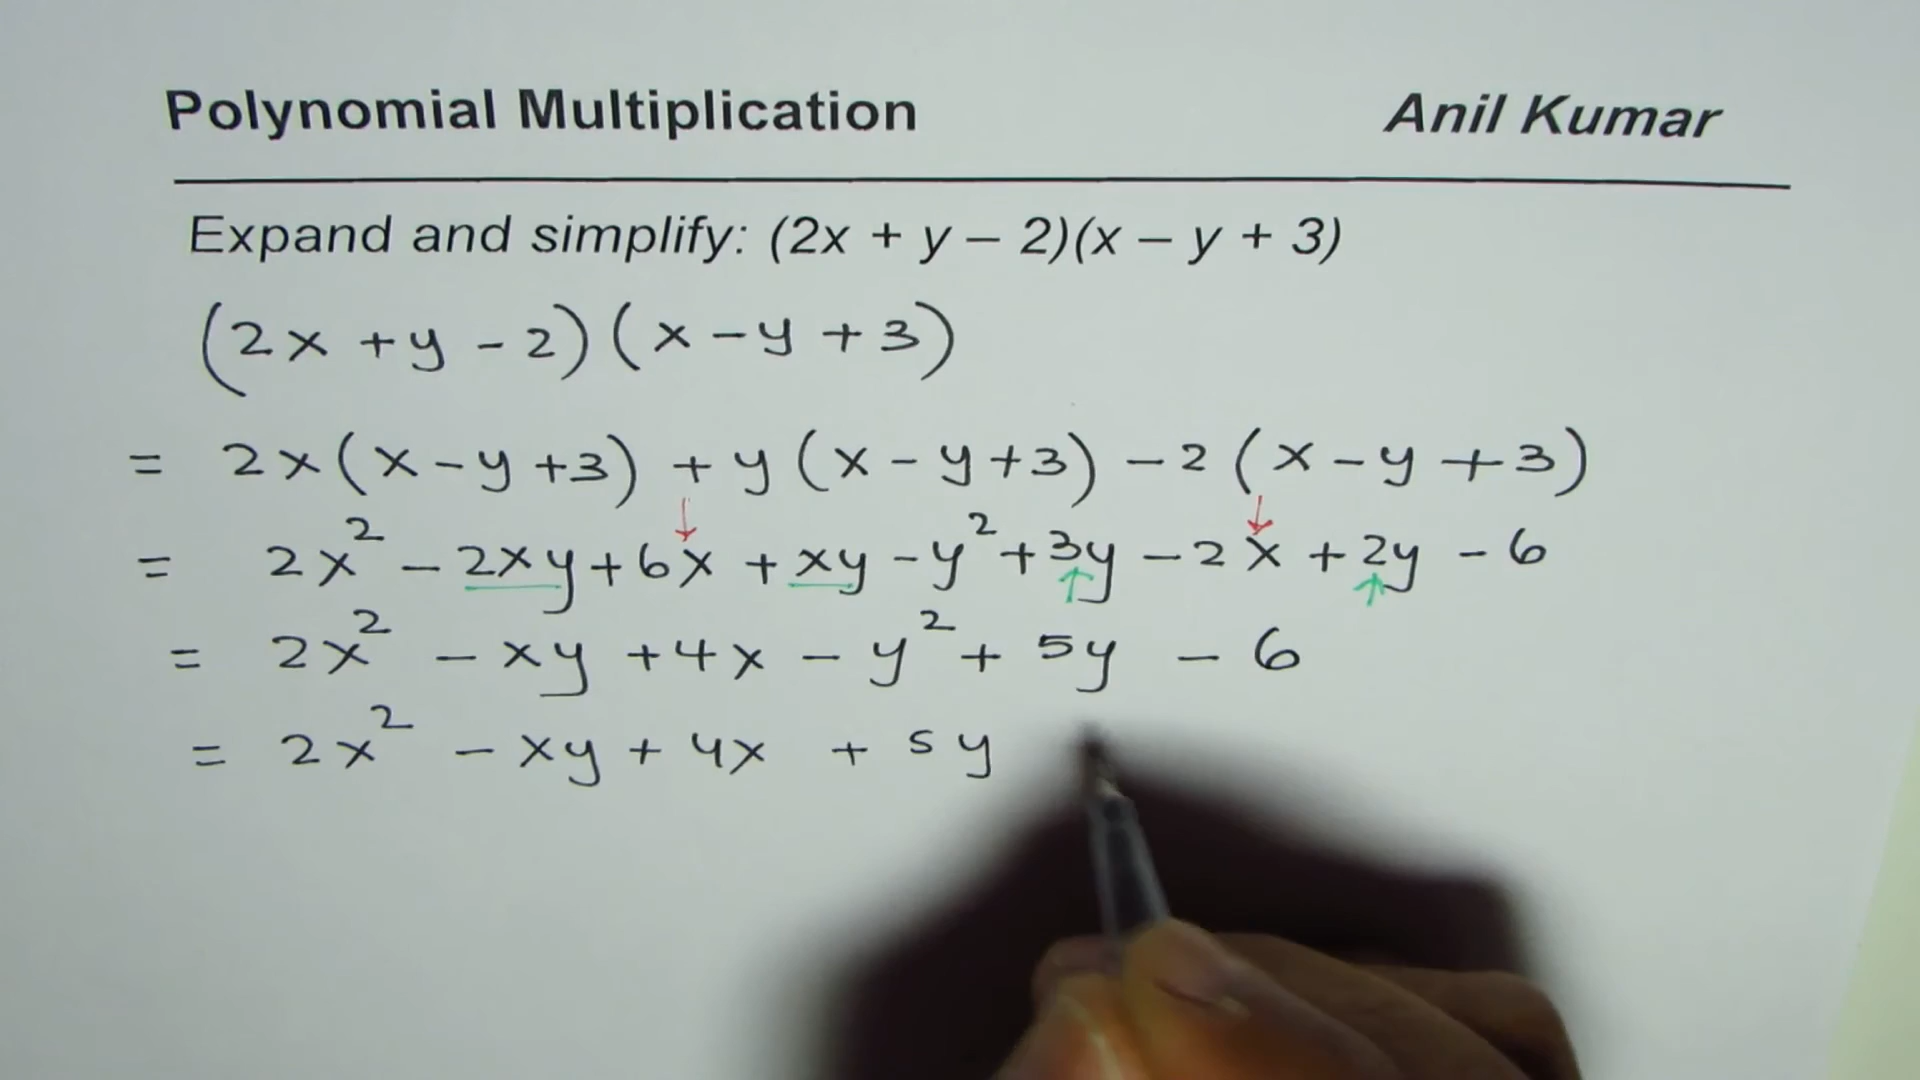 Polynomial Multiplication Anil Kumar
Expand and simplify: (2x + y – 2)(x – y + 3)
(2x + y - 2)(x - y + 3)
= 2x(x - y + 3) + y(x - y + 3) - 2(x - y + 3)
= 2x² - 2xy + 6x + xy - y² + 3y - 2x + 2y - 6
= 2x² - xy + 4x - y² + 5y - 6
= 2x² - xy + 4x + 5y